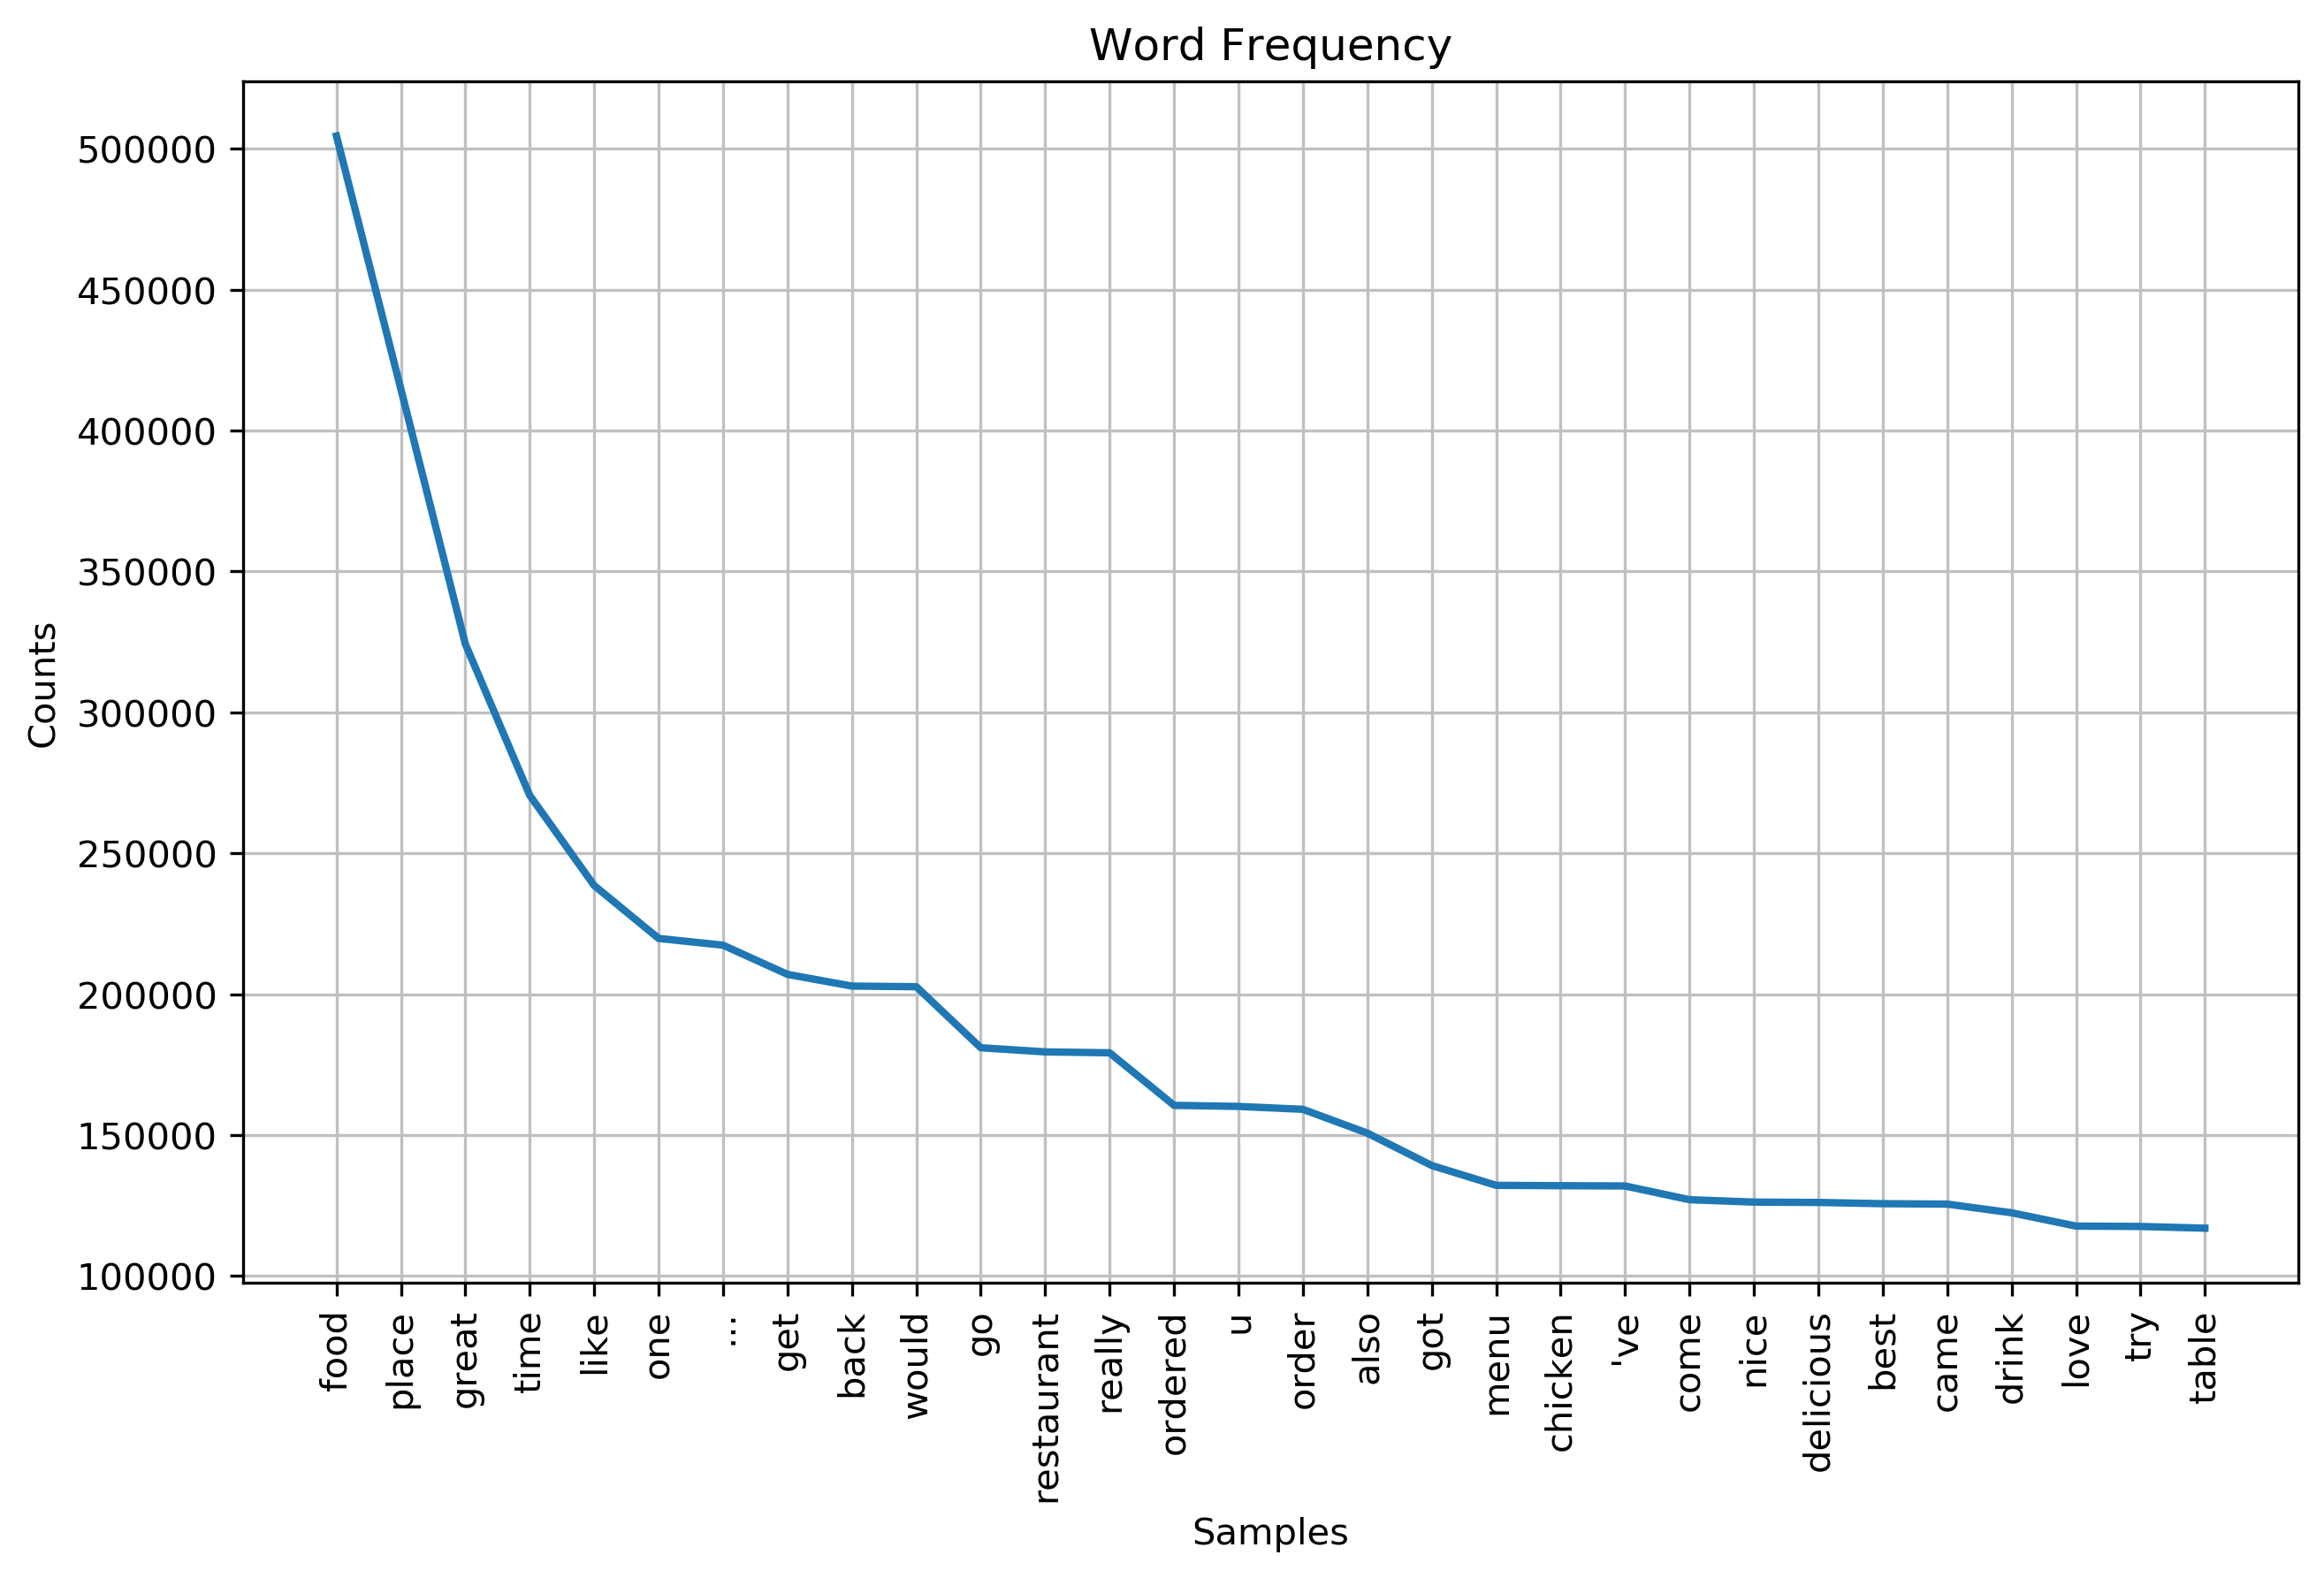 Word Frequency
500000
450000
400000
350000
300000
250000
200000
150000
100000
Counts
food
place
great
time
like
one
...
get
back
would
go
restaurant
really
ordered
u
order
also
got
menu
chicken
've
come
nice
delicious
best
came
drink
love
try
table
Samples